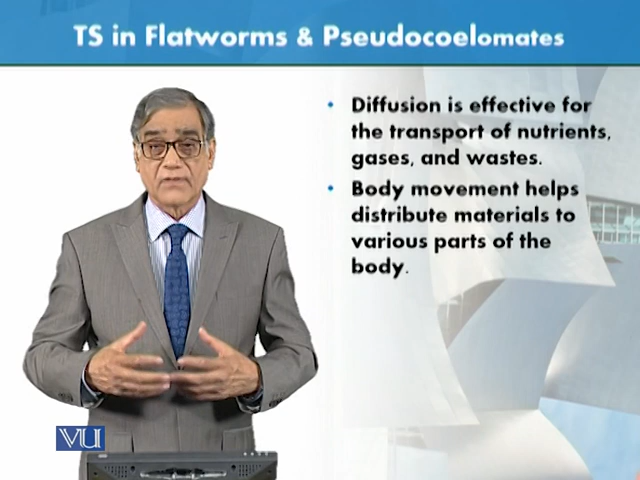 TS in Flatworms & Pseudocoelomates
• Diffusion is effective for
the transport of nutrients,
gases, and wastes.
• Body movement helps
distribute materials to
various parts of the
body.
VU